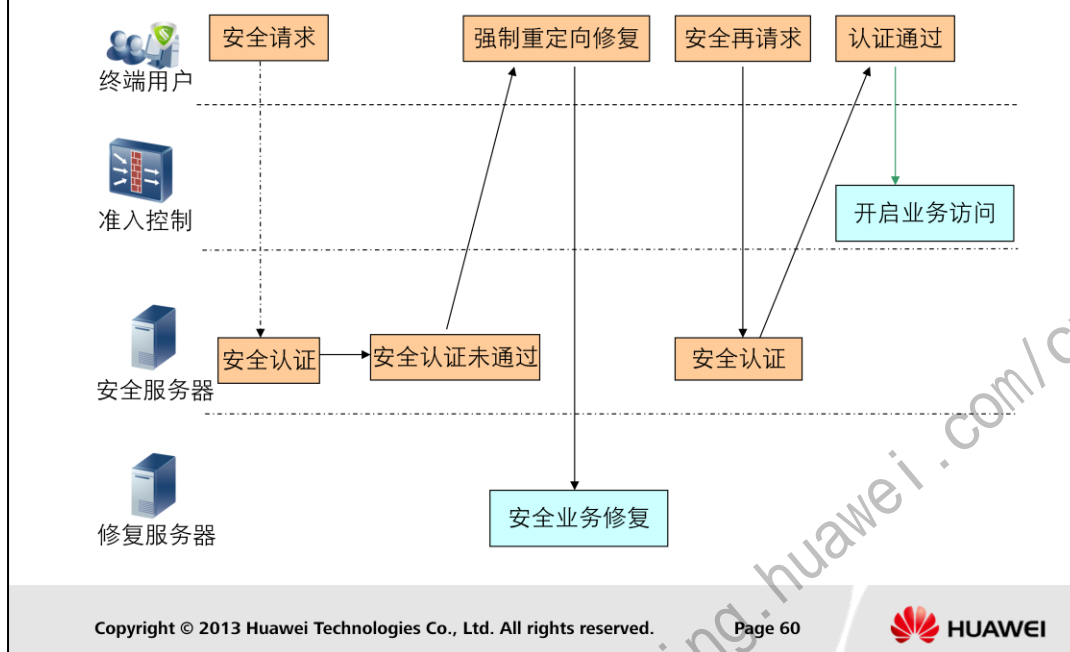 安全请求
强制重定向修复
安全再请求
认证通过
终端用户
准入控制
开启业务访问
安全认证
安全认证未通过
安全认证
安全服务器
安全业务修复
修复服务器
ing.huawei.com/c
Copyright © 2013 Huawei Technologies Co., Ltd. All rights reserved.
Page 60
HUAWEI